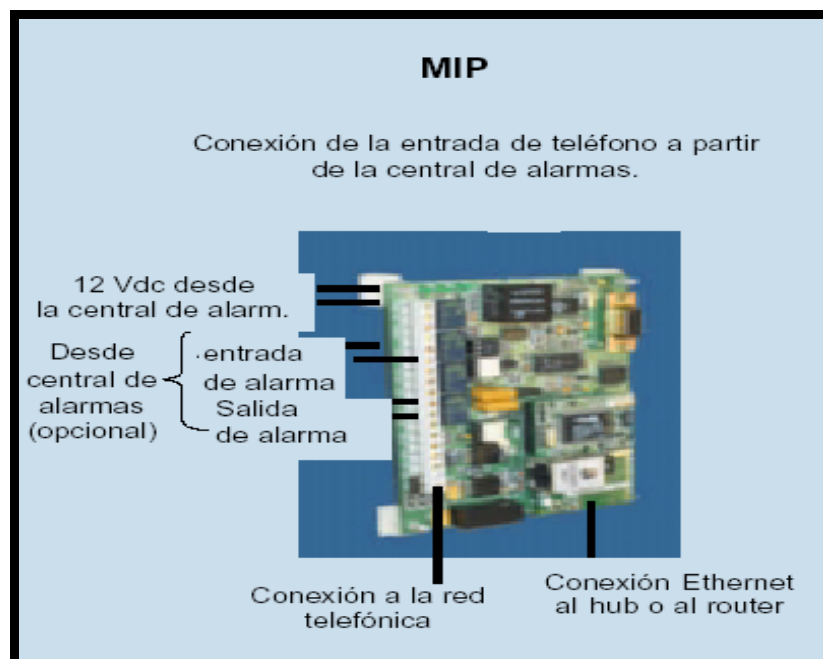 MIP
Conexión de la entrada de teléfono a partir
de la central de alarmas.
12 Vdc desde
la central de alarm.
Desde
central de
alarmas
(opcional)
.entrada
de alarma
Salida
de alarma
Conexión a la red
telefónica
Conexión Ethernet
al hub o al router